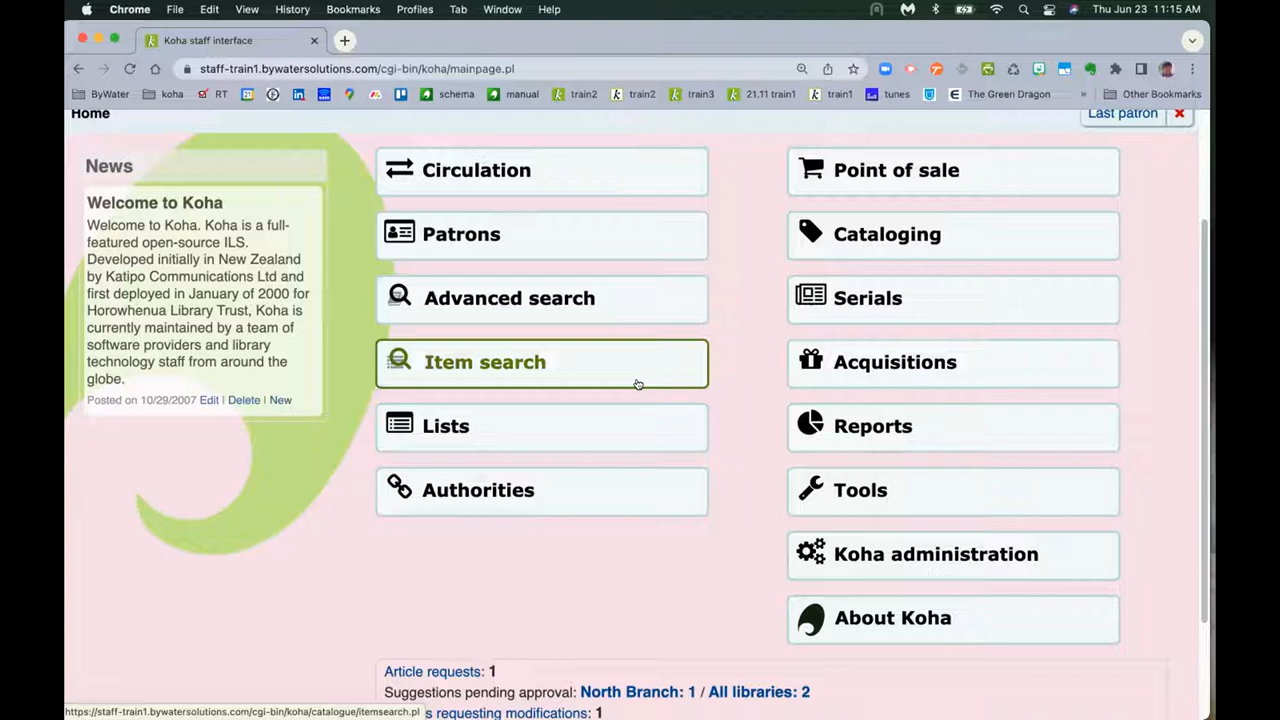 Chrome File Edit View History Bookmarks Profiles Tab Window Help Thu Jun 23 11:15 AM
Koha staff interface
staff-train1.bywatersolutions.com/cgi-bin/koha/mainpage.pl
ByWater koha RT schema manual train2 train2 train3 21.11 train1 train1 tunes The Green Dragon » Other Bookmarks
Home Last patron
News
Welcome to Koha
Welcome to Koha. Koha is a full-
featured open-source ILS.
Developed initially in New Zealand
by Katipo Communications Ltd and
first deployed in January of 2000 for
Horowhenua Library Trust, Koha is
currently maintained by a team of
software providers and library
technology staff from around the
globe.
Posted on 10/29/2007 Edit | Delete | New
Circulation
Patrons
Advanced search
Item search
Lists
Authorities
Point of sale
Cataloging
Serials
Acquisitions
Reports
Tools
Koha administration
About Koha
Article requests: 1
Suggestions pending approval: North Branch: 1 / All libraries: 2
s requesting modifications: 1
https://staff-train1.bywatersolutions.com/cgi-bin/koha/catalogue/itemsearch.pl